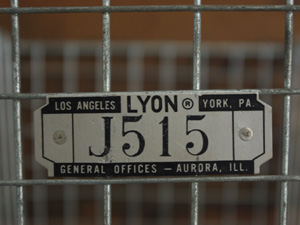 LOS ANGELES LYON ® YORK, PA.
J515
GENERAL OFFICES — AURORA, ILL.